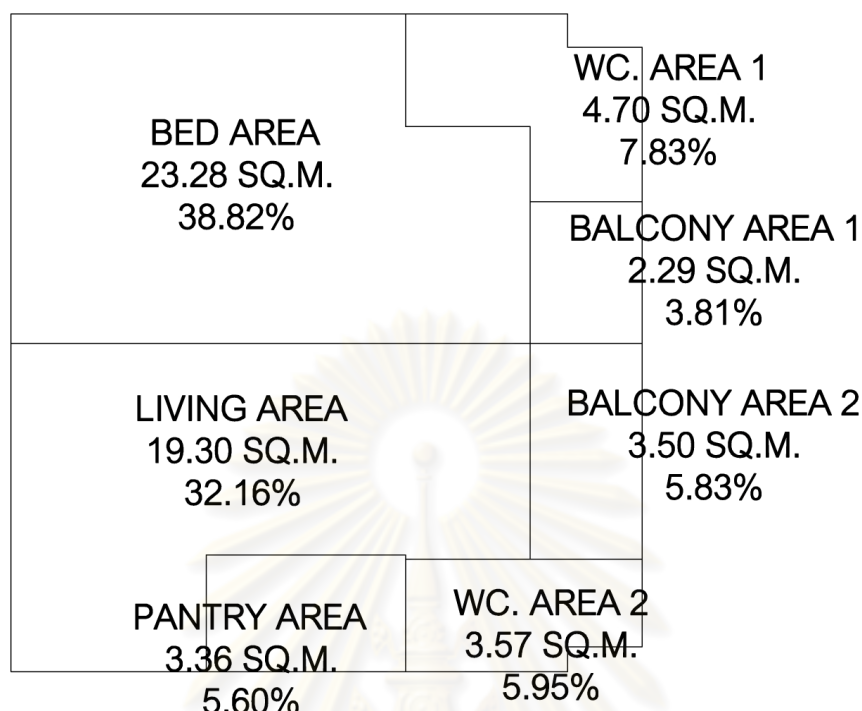 BED AREA
23.28 SQ.M.
38.82%
WC. AREA 1
4.70 SQ.M.
7.83%
BALCONY AREA 1
2.29 SQ.M.
3.81%
LIVING AREA
19.30 SQ.M.
32.16%
BALCONY AREA 2
3.50 SQ.M.
5.83%
PANTRY AREA
3.36 SQ.M.
5.60%
WC. AREA 2
3.57 SQ.M.
5.95%